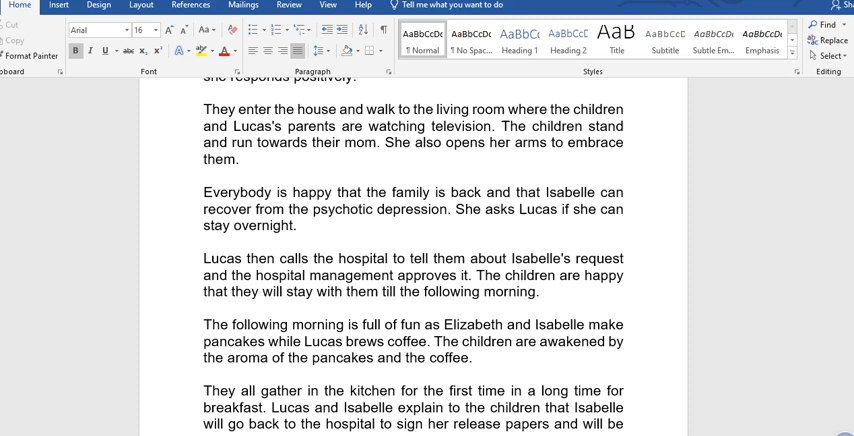 Home Insert Design Layout References Mailings Review View Help Tell me what you want to do Sha
Cut
Copy
Format Painter
Arial 16
Aa
B I U abc x₂ x² A A
AaBbCcDc AaBbCcDc AaBbCc AaBbCcE AaB AaBbCcD AaBbCcDc AaBbCcDc
¶ Normal ¶ No Spac... Heading 1 Heading 2 Title Subtitle Subtle Em... Emphasis
Find
Replace
Select
board Font Paragraph Styles Editing
she responds positively.
They enter the house and walk to the living room where the children
and Lucas's parents are watching television. The children stand
and run towards their mom. She also opens her arms to embrace
them.
Everybody is happy that the family is back and that Isabelle can
recover from the psychotic depression. She asks Lucas if she can
stay overnight.
Lucas then calls the hospital to tell them about Isabelle's request
and the hospital management approves it. The children are happy
that they will stay with them till the following morning.
The following morning is full of fun as Elizabeth and Isabelle make
pancakes while Lucas brews coffee. The children are awakened by
the aroma of the pancakes and the coffee.
They all gather in the kitchen for the first time in a long time for
breakfast. Lucas and Isabelle explain to the children that Isabelle
will go back to the hospital to sign her release papers and will be